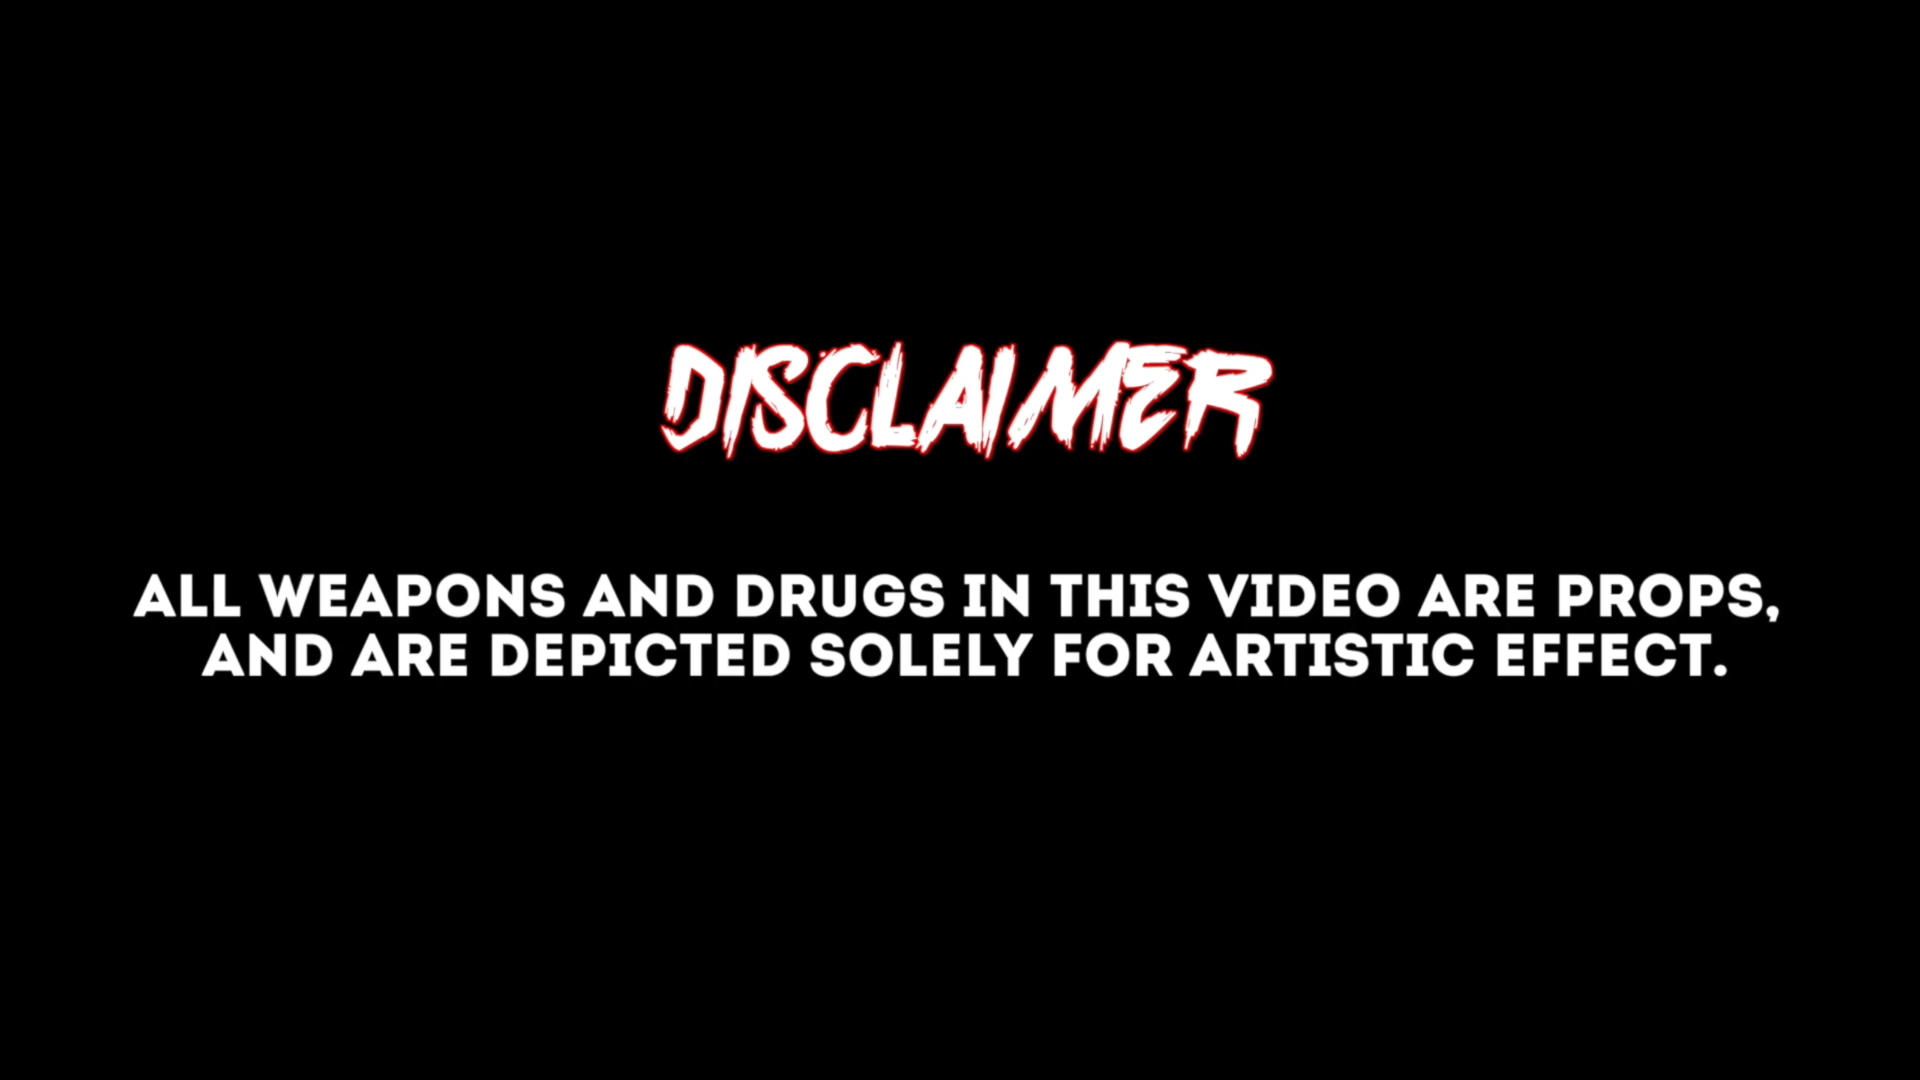 DISCLAIMER
ALL WEAPONS AND DRUGS IN THIS VIDEO ARE PROPS,
AND ARE DEPICTED SOLELY FOR ARTISTIC EFFECT.